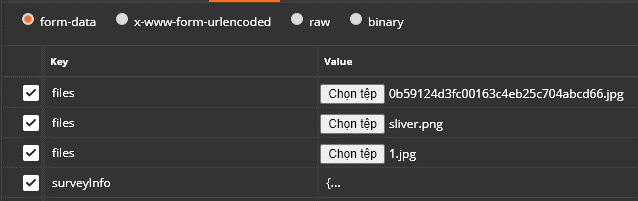 form-data x-www-form-urlencoded raw binary
Key Value
files Chọn tệp 0b59124d3fc00163c4eb25c704abcd66.jpg
files Chọn tệp sliver.png
files Chọn tệp 1.jpg
surveyInfo {...